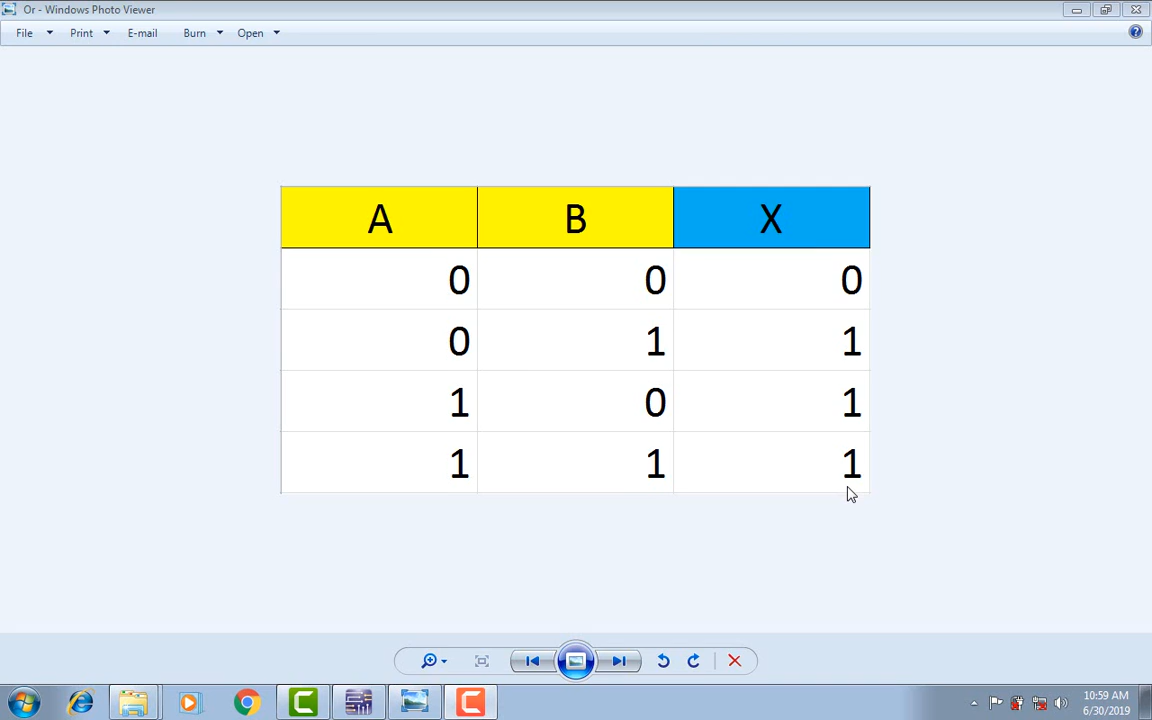 Or - Windows Photo Viewer
File Print E-mail Burn Open
A B X
0 0 0
0 1 1
1 0 1
1 1 1
10:59 AM
6/30/2019